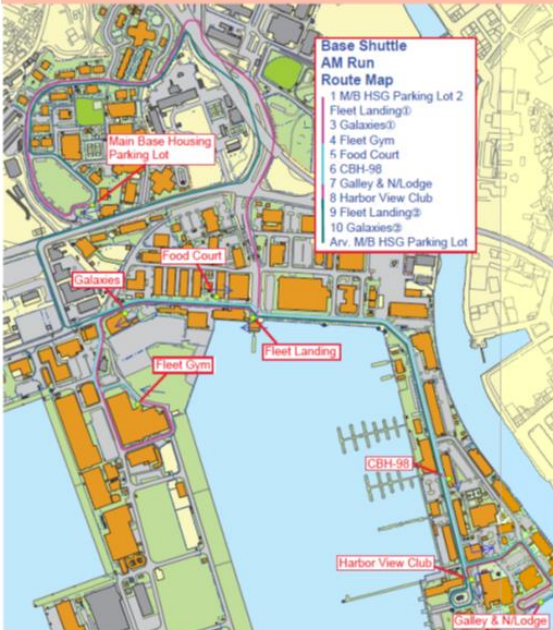 Base Shuttle
AM Run
Route Map
1 M/B HSG Parking Lot 2
Fleet Landing①
3 Galaxies①
4 Fleet Gym
5 Food Court
6 CBH-98
7 Galley & N/Lodge
8 Harbor View Club
9 Fleet Landing②
10 Galaxies②
Arv. M/B HSG Parking Lot
Main Base Housing
Parking Lot
Food Court
Galaxies
Fleet Landing
Fleet Gym
CBH-98
Harbor View Club
Galley & N/Lodge